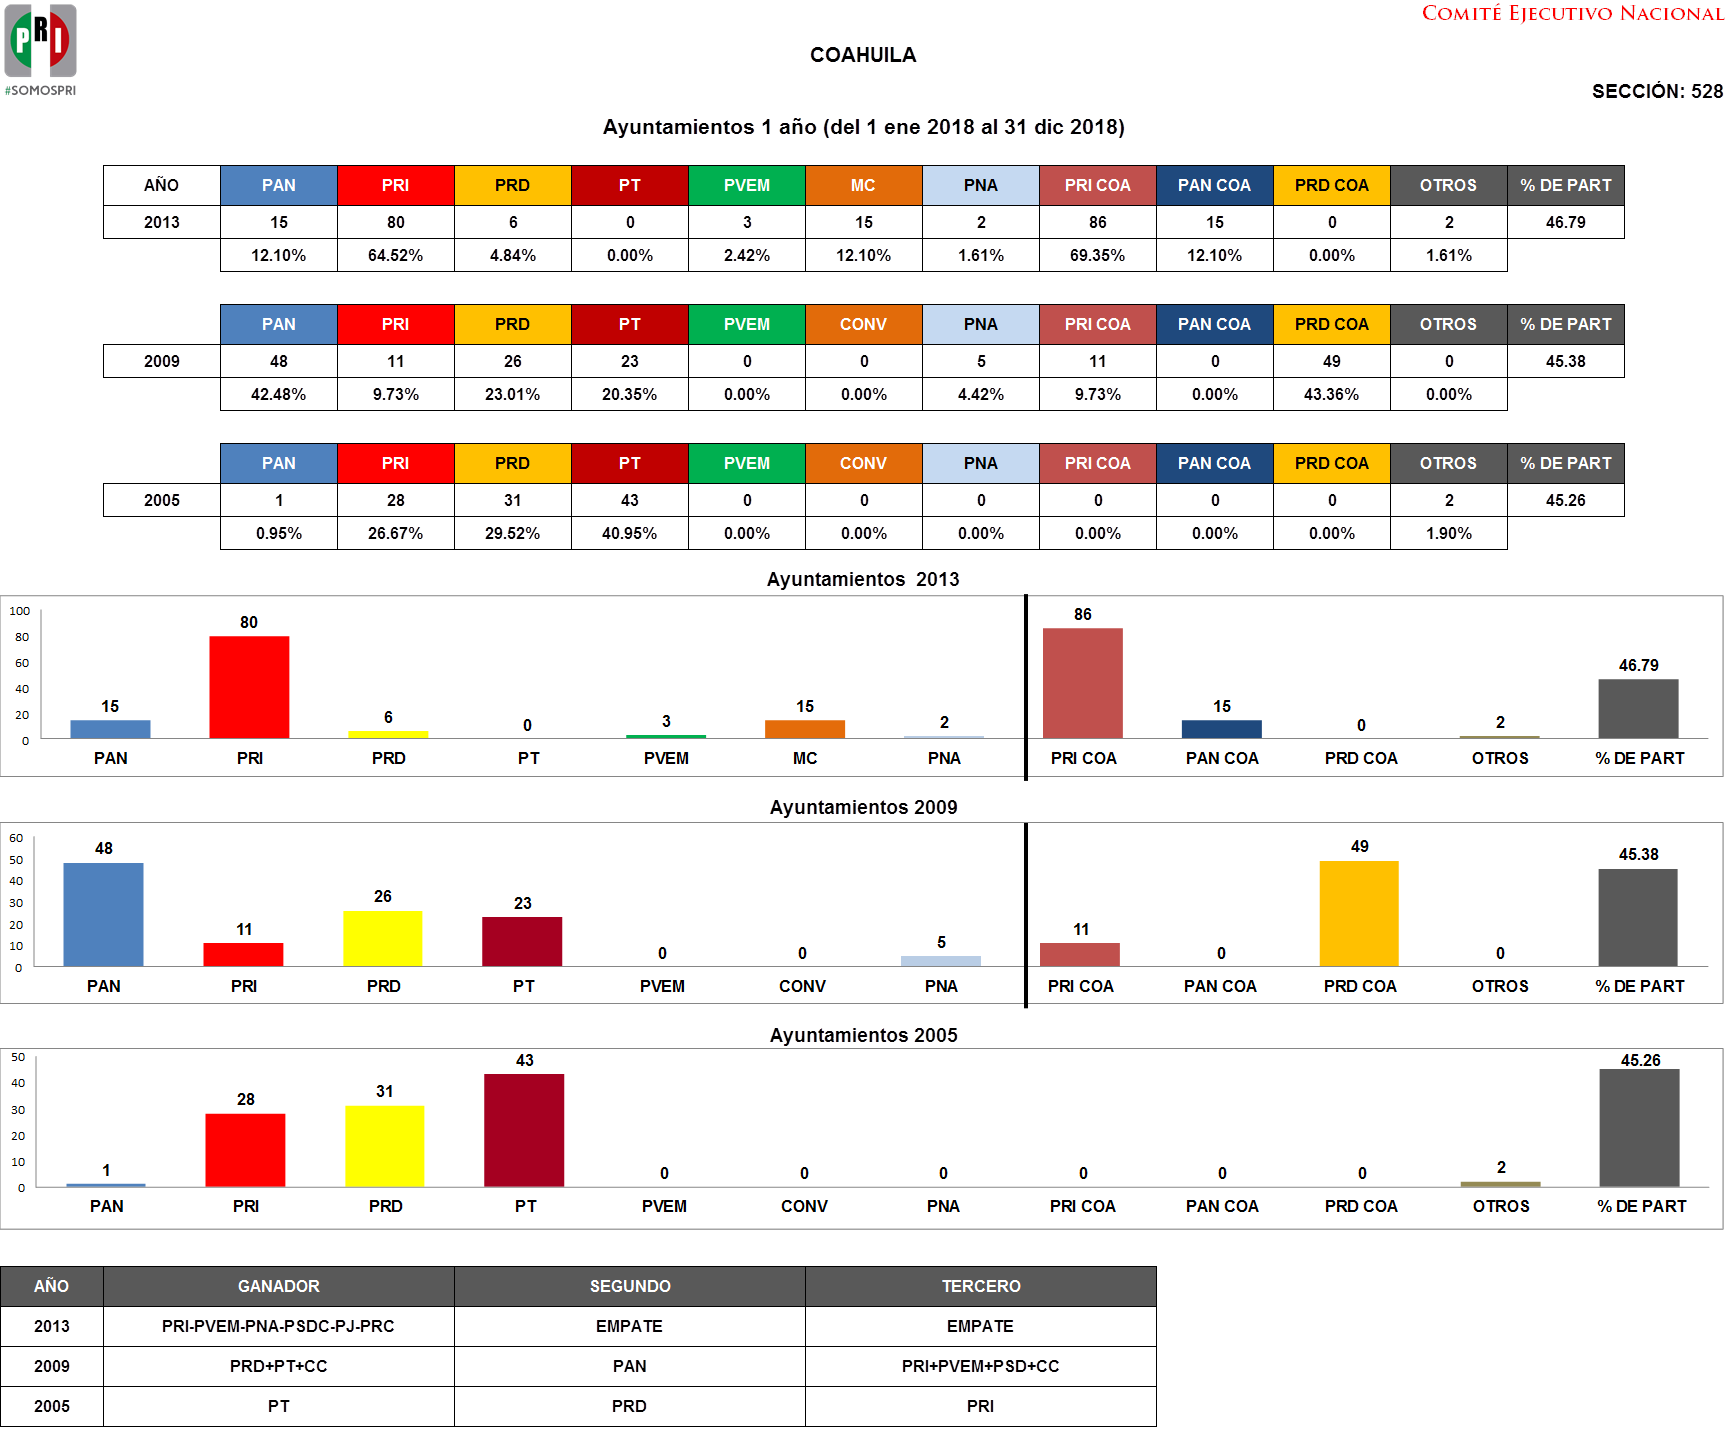 COMITÉ EJECUTIVO NACIONAL
PRI
#SOMOSPRI
COAHUILA
SECCIÓN: 528
Ayuntamientos 1 año (del 1 ene 2018 al 31 dic 2018)
AÑO PAN PRI PRD PT PVEM MC PNA PRI COA PAN COA PRD COA OTROS % DE PART
2013 15 80 6 0 3 15 2 86 15 0 2 46.79
12.10% 64.52% 4.84% 0.00% 2.42% 12.10% 1.61% 69.35% 12.10% 0.00% 1.61%
PAN PRI PRD PT PVEM CONV PNA PRI COA PAN COA PRD COA OTROS % DE PART
2009 48 11 26 23 0 0 5 11 0 49 0 45.38
42.48% 9.73% 23.01% 20.35% 0.00% 0.00% 4.42% 9.73% 0.00% 43.36% 0.00%
PAN PRI PRD PT PVEM CONV PNA PRI COA PAN COA PRD COA OTROS % DE PART
2005 1 28 31 43 0 0 0 0 0 0 2 45.26
0.95% 26.67% 29.52% 40.95% 0.00% 0.00% 0.00% 0.00% 0.00% 0.00% 1.90%
Ayuntamientos 2013
100
80
60
40
20
0
15 80 6 0 3 15 2 86 15 0 2 46.79
PAN PRI PRD PT PVEM MC PNA PRI COA PAN COA PRD COA OTROS % DE PART
Ayuntamientos 2009
60
50
40
30
20
10
0
48 11 26 23 0 0 5 11 0 49 0 45.38
PAN PRI PRD PT PVEM CONV PNA PRI COA PAN COA PRD COA OTROS % DE PART
Ayuntamientos 2005
50
40
30
20
10
0
1 28 31 43 0 0 0 0 0 0 2 45.26
PAN PRI PRD PT PVEM CONV PNA PRI COA PAN COA PRD COA OTROS % DE PART
AÑO GANADOR SEGUNDO TERCERO
2013 PRI-PVEM-PNA-PSDC-PJ-PRC EMPATE EMPATE
2009 PRD+PT+CC PAN PRI+PVEM+PSD+CC
2005 PT PRD PRI